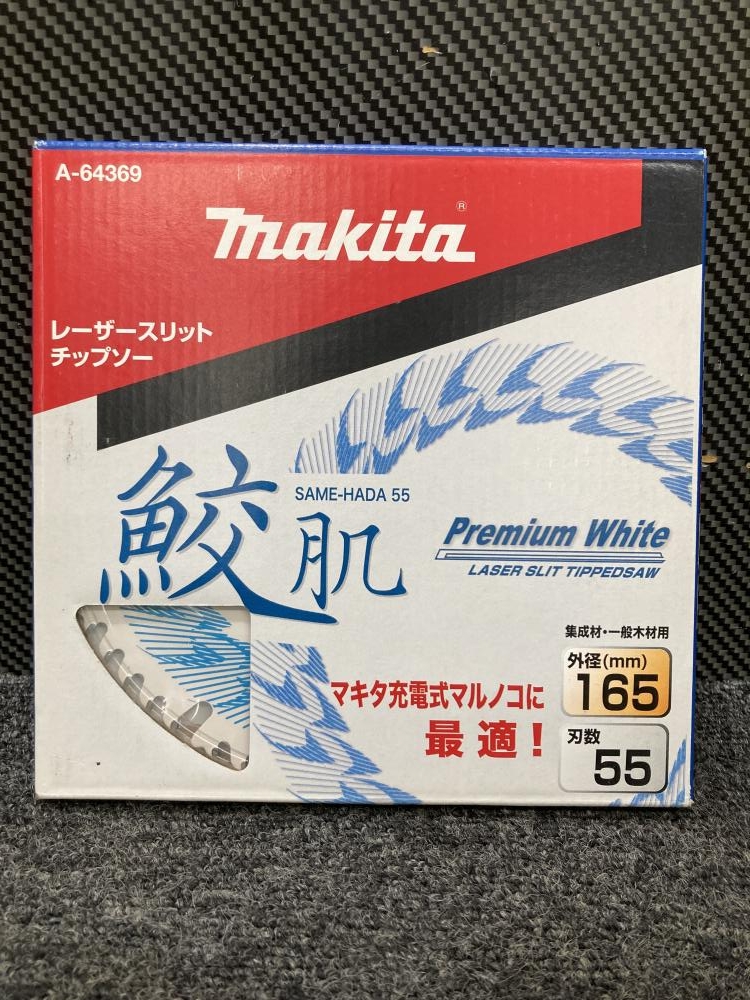 A-64369
makita®
レーザースリット
チップソー
鮫肌
SAME-HADA 55
Premium White
LASER SLIT TIPPEDSAW
集成材・一般木材用
外径(mm)
165
マキタ充電式マルノコに
最適！
刃数
55